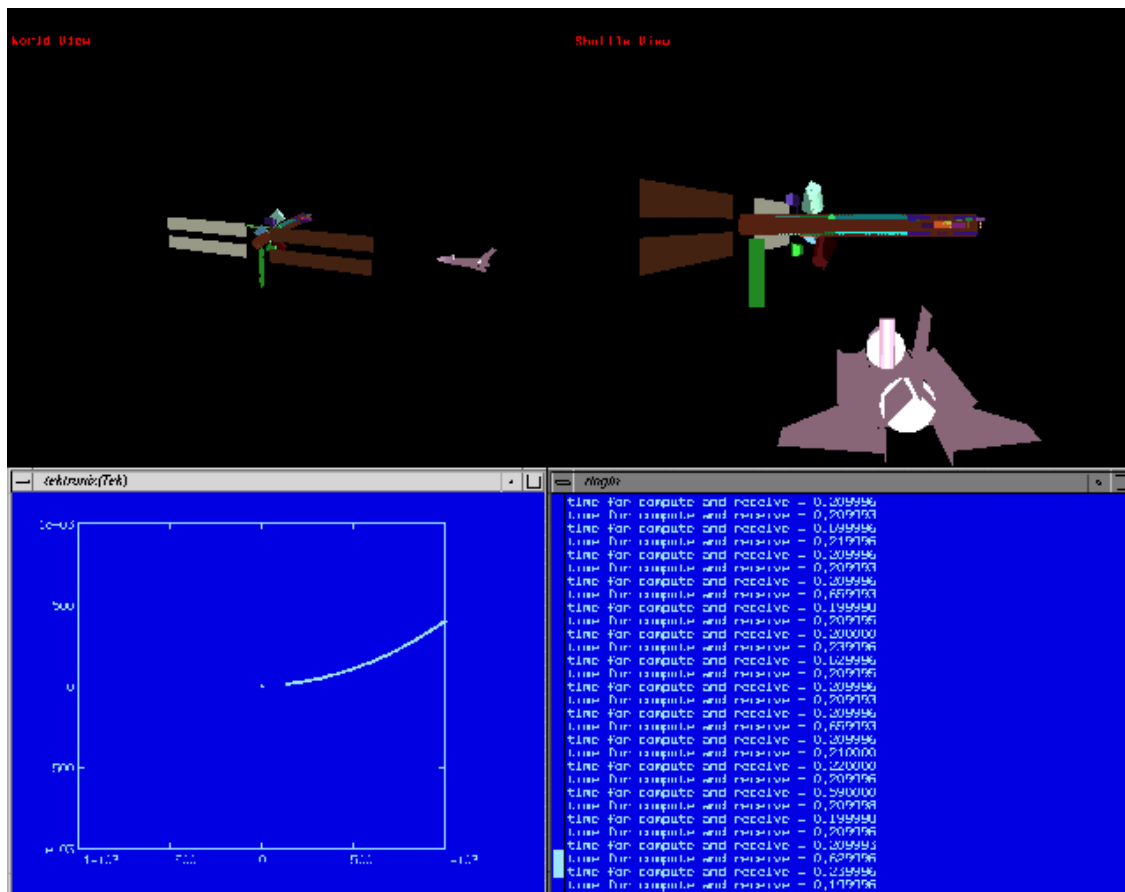 World View
Shuttle View
tektronix(Tek)
rlogin
1e+03
500
0
500
500
0
500
time for compute and receive = 0.209996
time for compute and receive = 0.209993
time for compute and receive = 0.699996
time for compute and receive = 0.219996
time for compute and receive = 0.209996
time for compute and receive = 0.209993
time for compute and receive = 0.209996
time for compute and receive = 0.659993
time for compute and receive = 0.199990
time for compute and receive = 0.209995
time for compute and receive = 0.200000
time for compute and receive = 0.239996
time for compute and receive = 0.629996
time for compute and receive = 0.209995
time for compute and receive = 0.209996
time for compute and receive = 0.209993
time for compute and receive = 0.209996
time for compute and receive = 0.659993
time for compute and receive = 0.209996
time for compute and receive = 0.210000
time for compute and receive = 0.220000
time for compute and receive = 0.209996
time for compute and receive = 0.590000
time for compute and receive = 0.209998
time for compute and receive = 0.199990
time for compute and receive = 0.209996
time for compute and receive = 0.209993
time for compute and receive = 0.629996
time for compute and receive = 0.239996
time for compute and receive = 0.199996